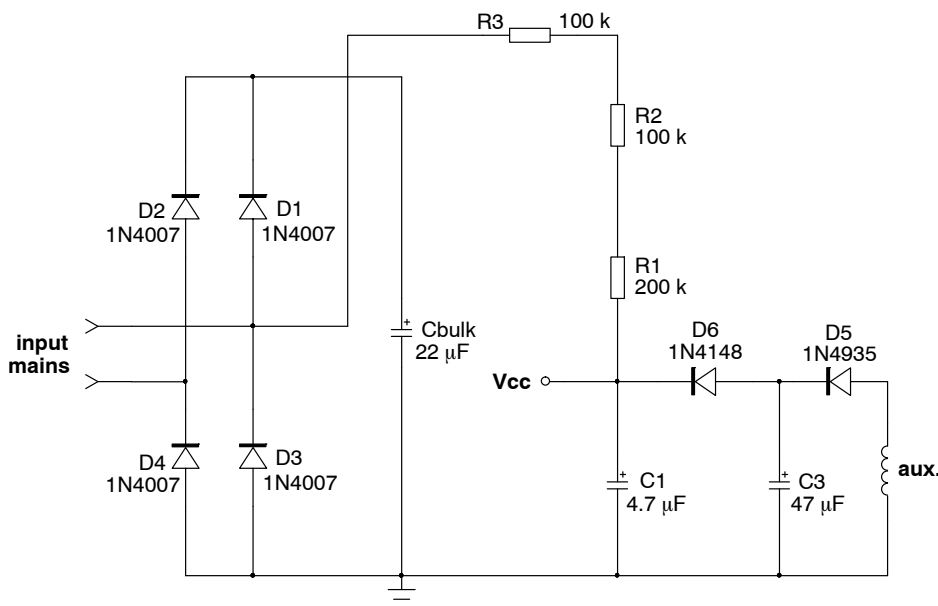 R3
100 k
R2
100 k
D2
1N4007
D1
1N4007
R1
200 k
input
mains
Cbulk
22 μF
+
D6
1N4148
D5
1N4935
Vcc
D4
1N4007
D3
1N4007
+
C1
4.7 μF
+
C3
47 μF
aux.